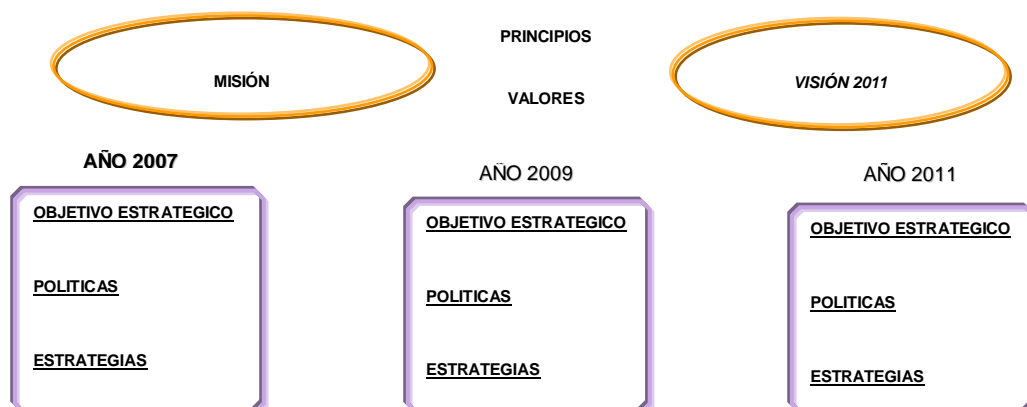 PRINCIPIOS
MISIÓN
VISIÓN 2011
VALORES
AÑO 2007
AÑO 2009
AÑO 2011
OBJETIVO ESTRATEGICO
POLITICAS
ESTRATEGIAS
OBJETIVO ESTRATEGICO
POLITICAS
ESTRATEGIAS
OBJETIVO ESTRATEGICO
POLITICAS
ESTRATEGIAS